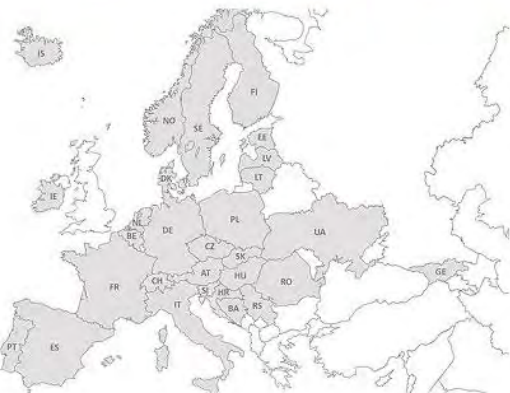 IS
FI
NO
SE
EE
LV
DK
LT
IE
NL
PL
BE
DE
UA
CZ
SK
AT
HU
CH
FR
RO
SI
HR
GE
IT
BA
RS
PT
ES